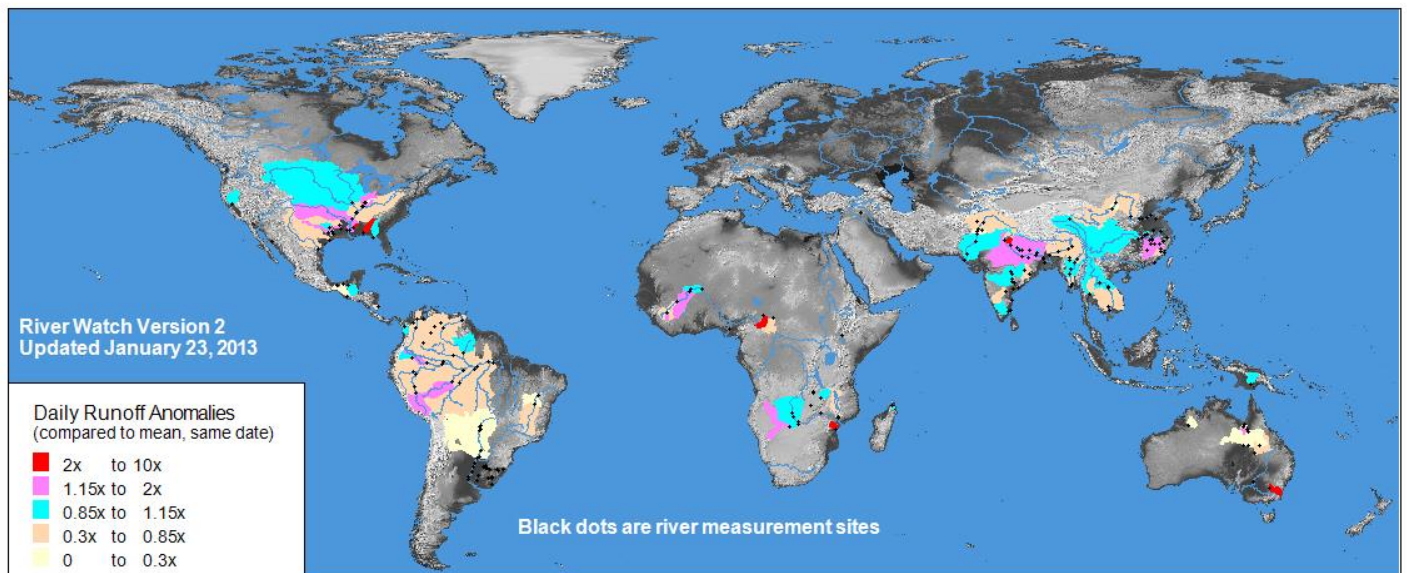 River Watch Version 2
Updated January 23, 2013
Daily Runoff Anomalies
(compared to mean, same date)
2x to 10x
1.15x to 2x
0.85x to 1.15x
0.3x to 0.85x
0 to 0.3x
Black dots are river measurement sites